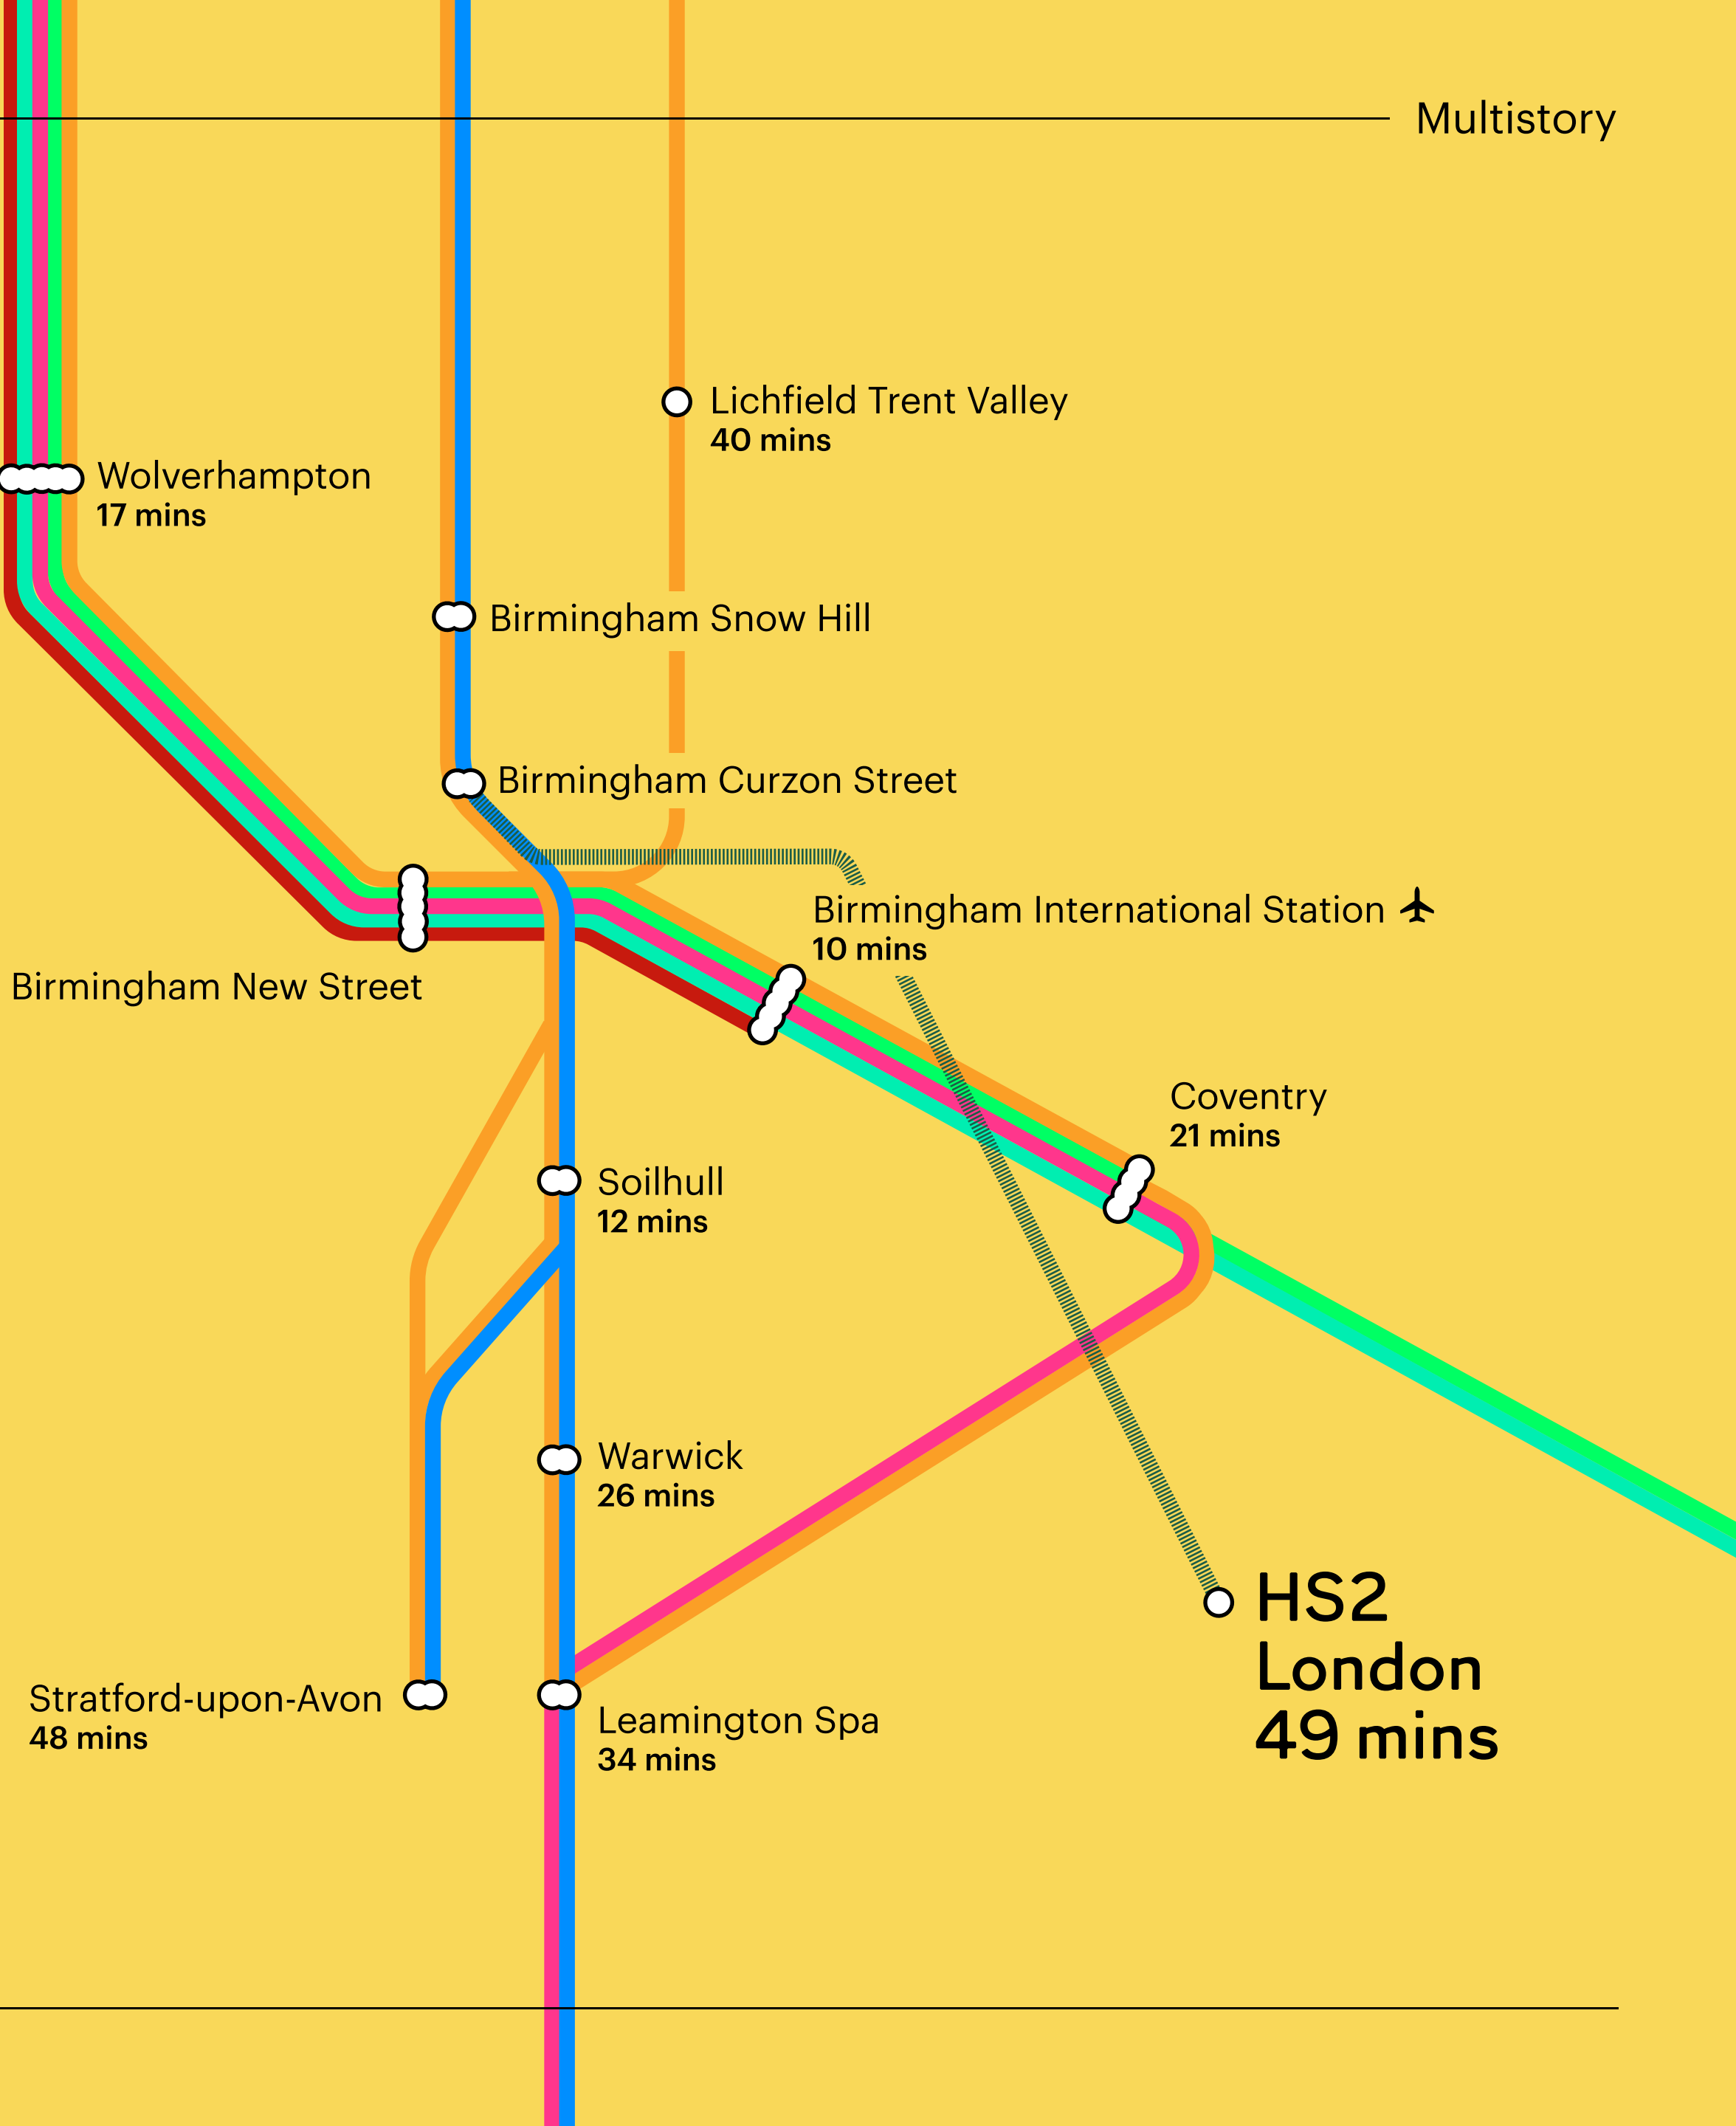 Multistory
Lichfield Trent Valley
40 mins
Wolverhampton
17 mins
Birmingham Snow Hill
Birmingham Curzon Street
Birmingham International Station
10 mins
Birmingham New Street
Coventry
21 mins
Soilhull
12 mins
Warwick
26 mins
HS2
London
49 mins
Stratford-upon-Avon
48 mins
Leamington Spa
34 mins